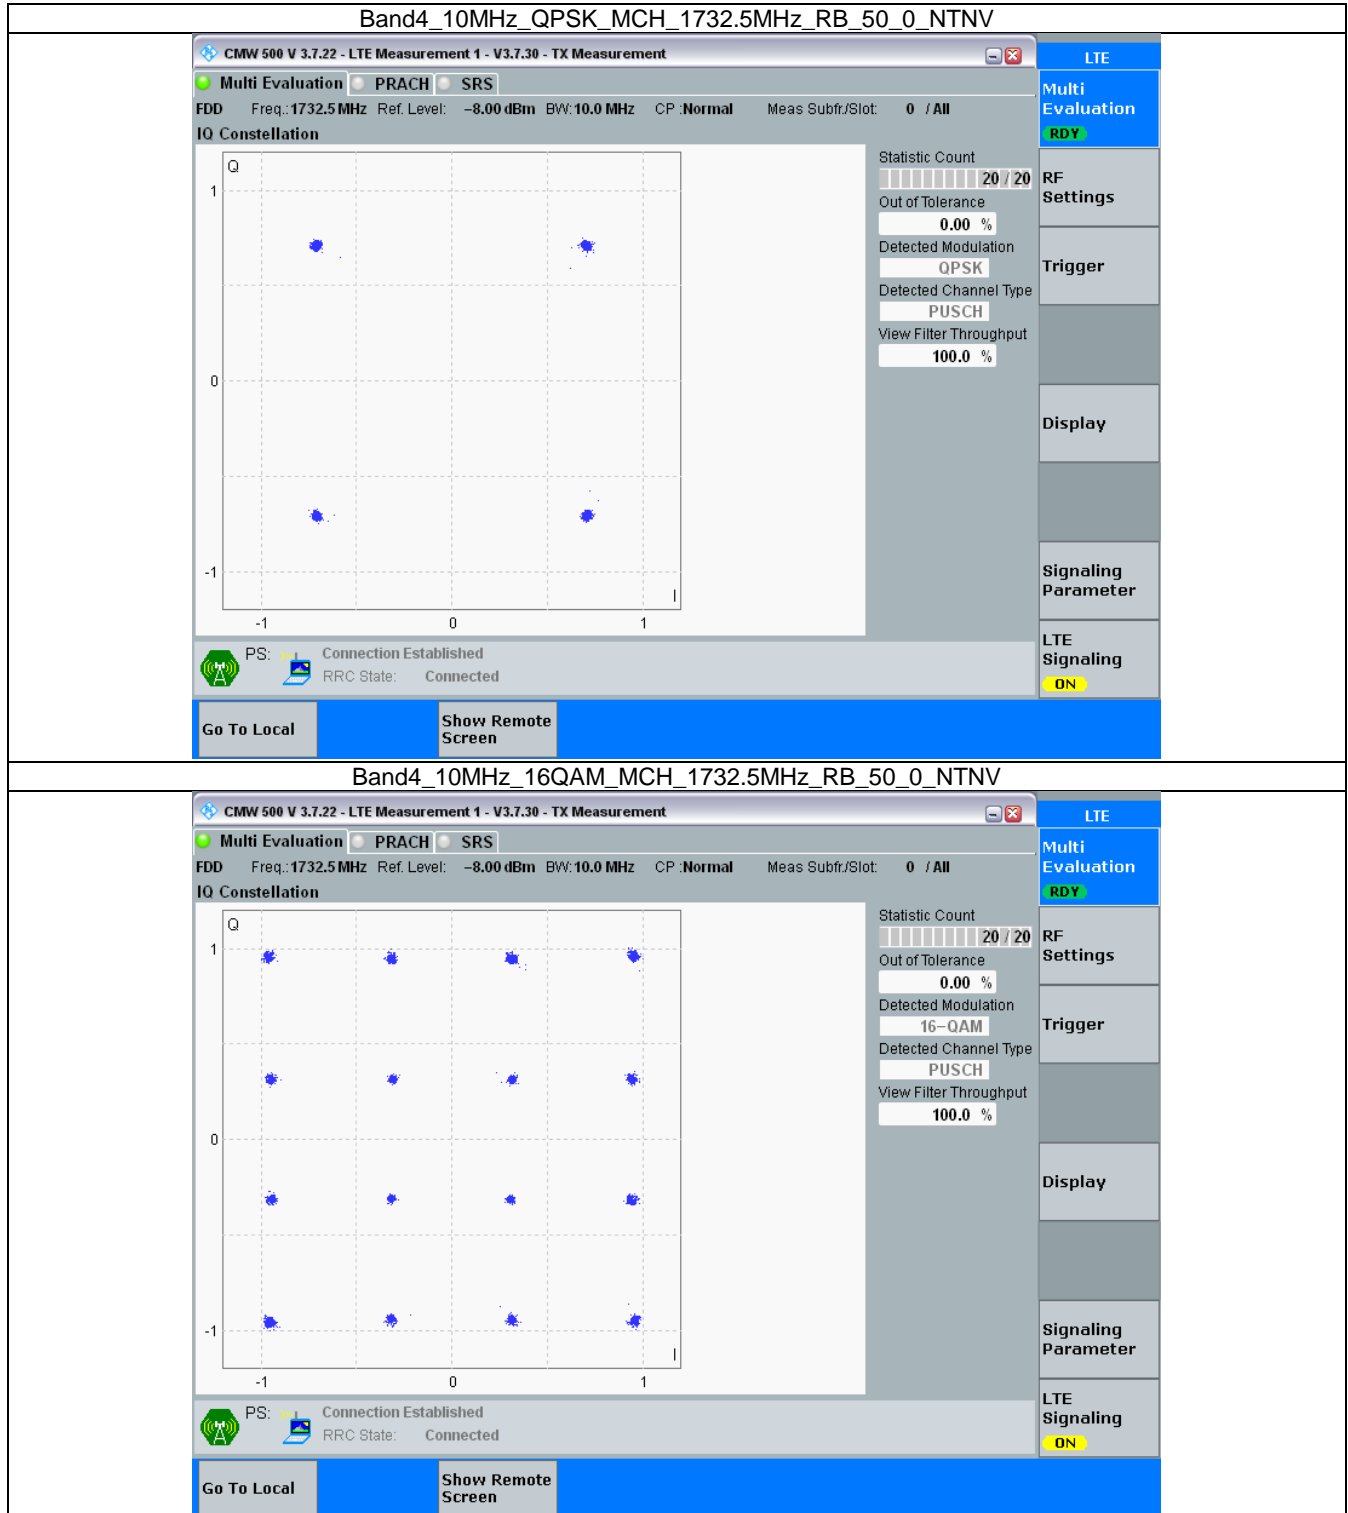 Band4_10MHz_QPSK_MCH_1732.5MHz_RB_50_0_NTNV
CMW 500 V 3.7.22 - LTE Measurement 1 - V3.7.30 - TX Measurement
LTE
Multi Evaluation PRACH SRS
Multi
Evaluation
RDY
FDD Freq.: 1732.5 MHz Ref. Level: -8.00 dBm BW: 10.0 MHz CP : Normal Meas Subfr./Slot: 0 / All
IQ Constellation
Q
1
0
-1
I
-1 0 1
Statistic Count
20 / 20
Out of Tolerance
0.00 %
Detected Modulation
QPSK
Detected Channel Type
PUSCH
View Filter Throughput
100.0 %
RF
Settings
Trigger
Display
Signaling
Parameter
LTE
Signaling
ON
PS: Connection Established
RRC State: Connected
Go To Local
Show Remote
Screen
Band4_10MHz_16QAM_MCH_1732.5MHz_RB_50_0_NTNV
CMW 500 V 3.7.22 - LTE Measurement 1 - V3.7.30 - TX Measurement
LTE
Multi Evaluation PRACH SRS
Multi
Evaluation
RDY
FDD Freq.: 1732.5 MHz Ref. Level: -8.00 dBm BW: 10.0 MHz CP : Normal Meas Subfr./Slot: 0 / All
IQ Constellation
Q
1
0
-1
I
-1 0 1
Statistic Count
20 / 20
Out of Tolerance
0.00 %
Detected Modulation
16-QAM
Detected Channel Type
PUSCH
View Filter Throughput
100.0 %
RF
Settings
Trigger
Display
Signaling
Parameter
LTE
Signaling
ON
PS: Connection Established
RRC State: Connected
Go To Local
Show Remote
Screen